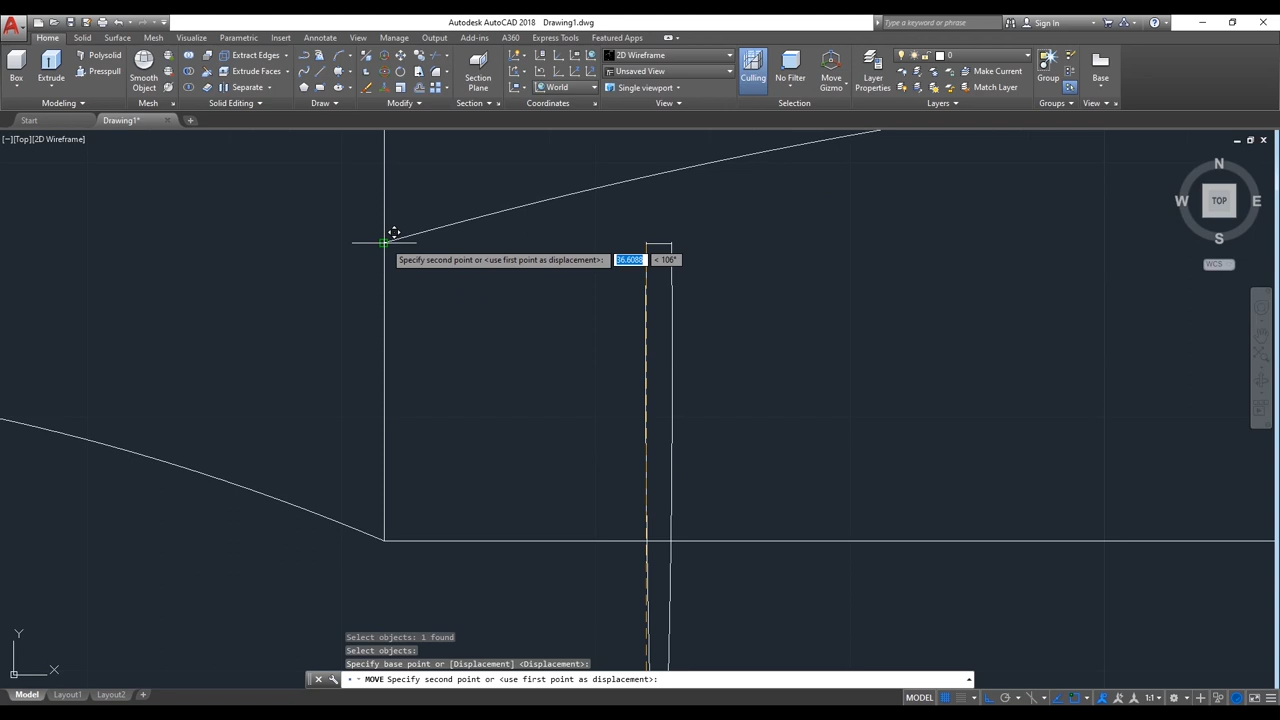 Autodesk AutoCAD 2018 Drawing1.dwg
Type a keyword or phrase
Sign In
Home Solid Surface Mesh Visualize Parametric Insert Annotate View Manage Output Add-ins A360 Express Tools Featured Apps
Box
Extrude
Polysolid
Presspull
Smooth Object
Extract Edges
Extrude Faces
Separate
Section Plane
World
2D Wireframe
Unsaved View
Single viewport
Culling
No Filter
Move Gizmo
Layer Properties
0
Make Current
Match Layer
Group
Base
Modeling Mesh Solid Editing Draw Modify Section Coordinates View Selection Layers Groups View
Start Drawing1*
[−][Top][2D Wireframe]
N
W TOP E
S
WCS
Specify second point or <use first point as displacement>: 36.6088 < 106°
Y
X
Select objects: 1 found
Select objects:
Specify base point or [Displacement] <Displacement>:
MOVE Specify second point or <use first point as displacement>:
Model Layout1 Layout2 +
MODEL 1:1